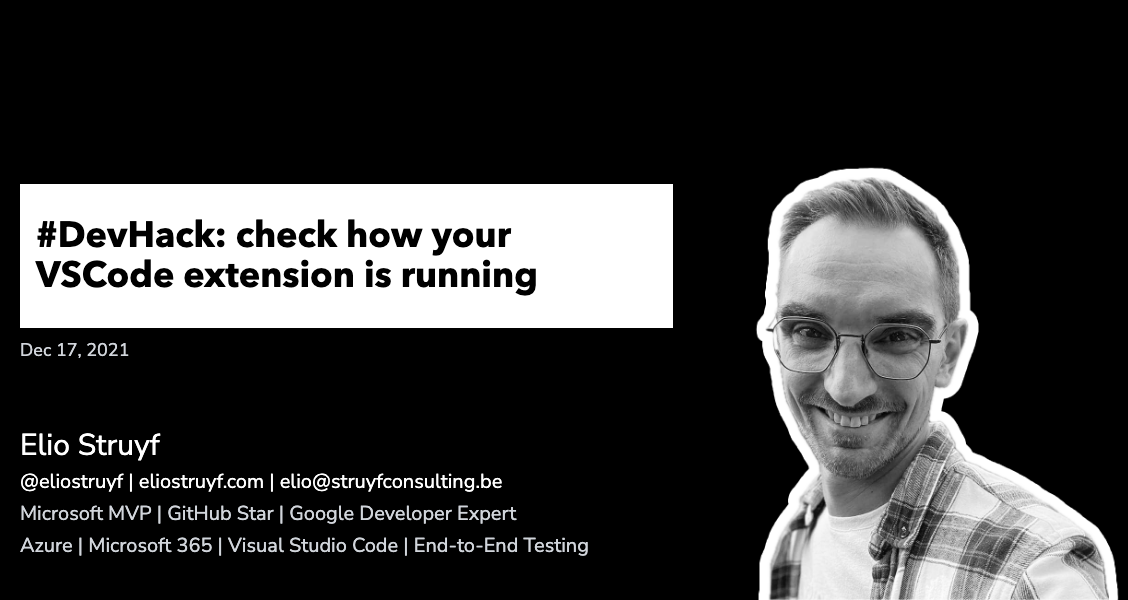 #DevHack: check how your
VSCode extension is running
Dec 17, 2021
Elio Struyf
@eliostruyf | eliostruyf.com | elio@struyfconsulting.be
Microsoft MVP | GitHub Star | Google Developer Expert
Azure | Microsoft 365 | Visual Studio Code | End-to-End Testing